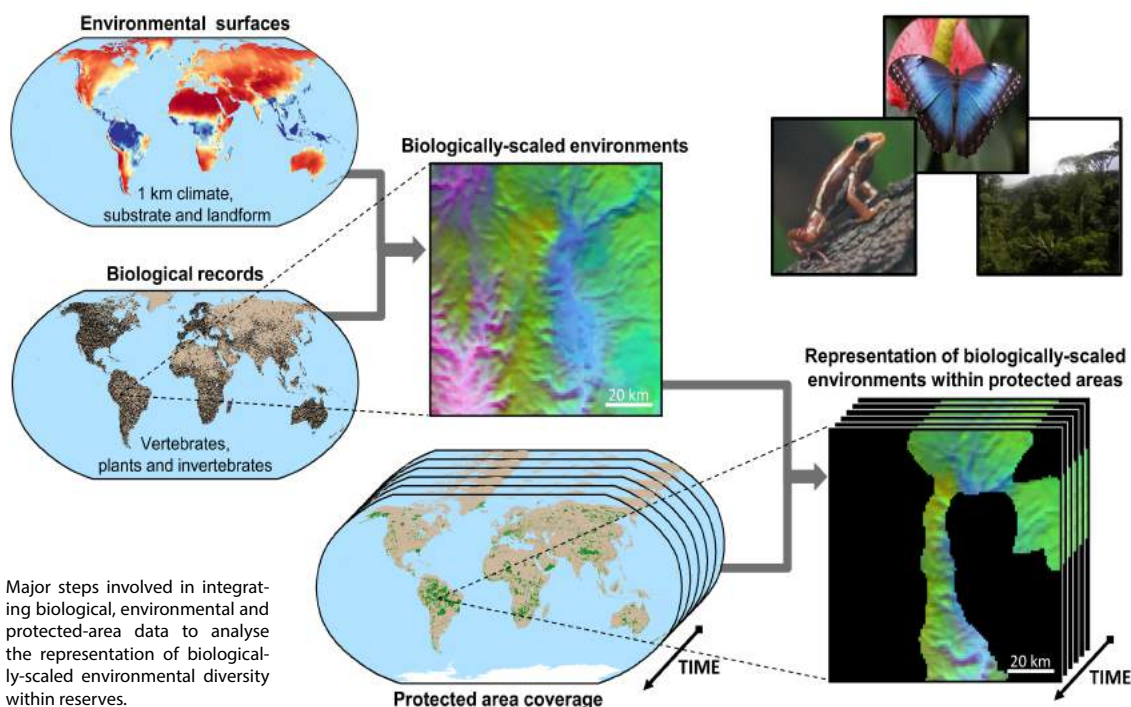 Environmental surfaces
1 km climate,
substrate and landform
Biological records
Vertebrates,
plants and invertebrates
Biologically-scaled environments
20 km
Representation of biologically-scaled
environments within protected areas
20 km
TIME
Protected area coverage
TIME
Major steps involved in integrat-
ing biological, environmental and
protected-area data to analyse
the representation of biological-
ly-scaled environmental diversity
within reserves.